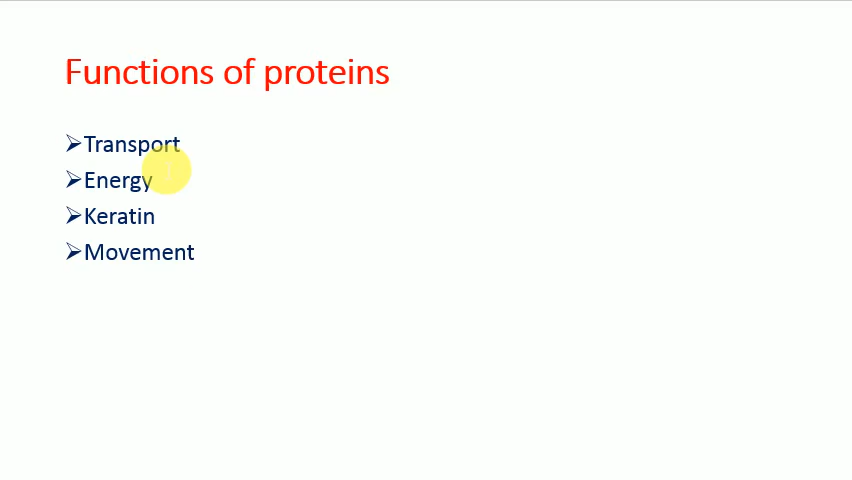 Functions of proteins
➢Transport
➢Energy
➢Keratin
➢Movement